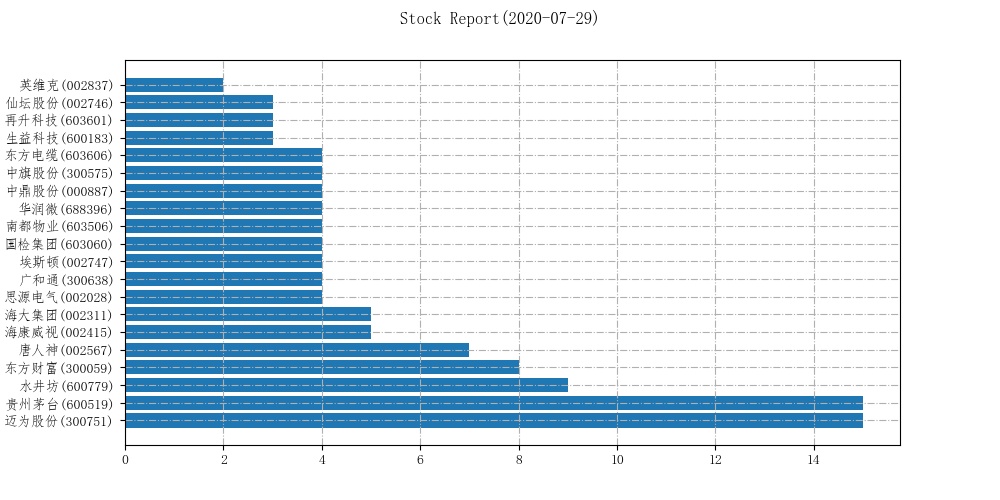 Stock Report(2020-07-29)
英维克(002837)
仙坛股份(002746)
再升科技(603601)
生益科技(600183)
东方电缆(603606)
中旗股份(300575)
中鼎股份(000887)
华润微(688396)
南都物业(603506)
国检集团(603060)
埃斯顿(002747)
广和通(300638)
思源电气(002028)
海大集团(002311)
海康威视(002415)
唐人神(002567)
东方财富(300059)
水井坊(600779)
贵州茅台(600519)
迈为股份(300751)
0 2 4 6 8 10 12 14